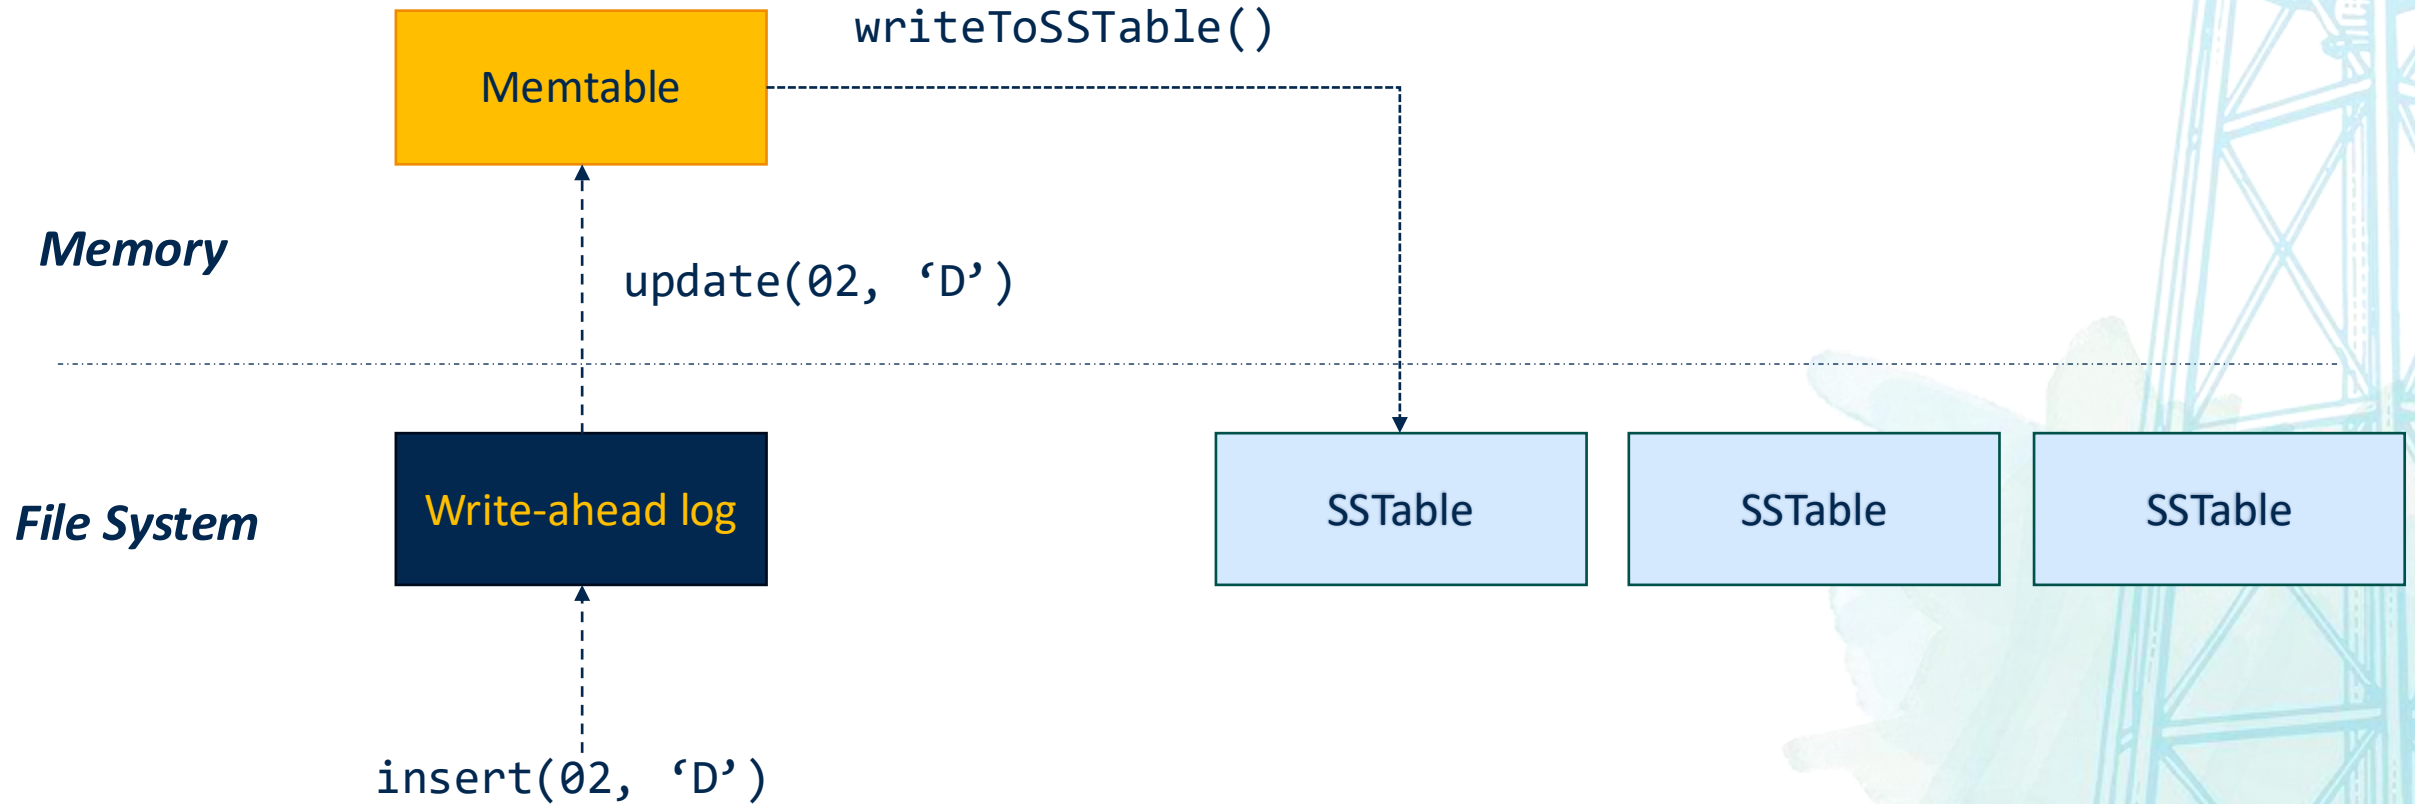 writeToSSTable()
Memtable
Memory
update(02, ‘D’)
File System
Write-ahead log
SSTable
SSTable
SSTable
insert(02, ‘D’)